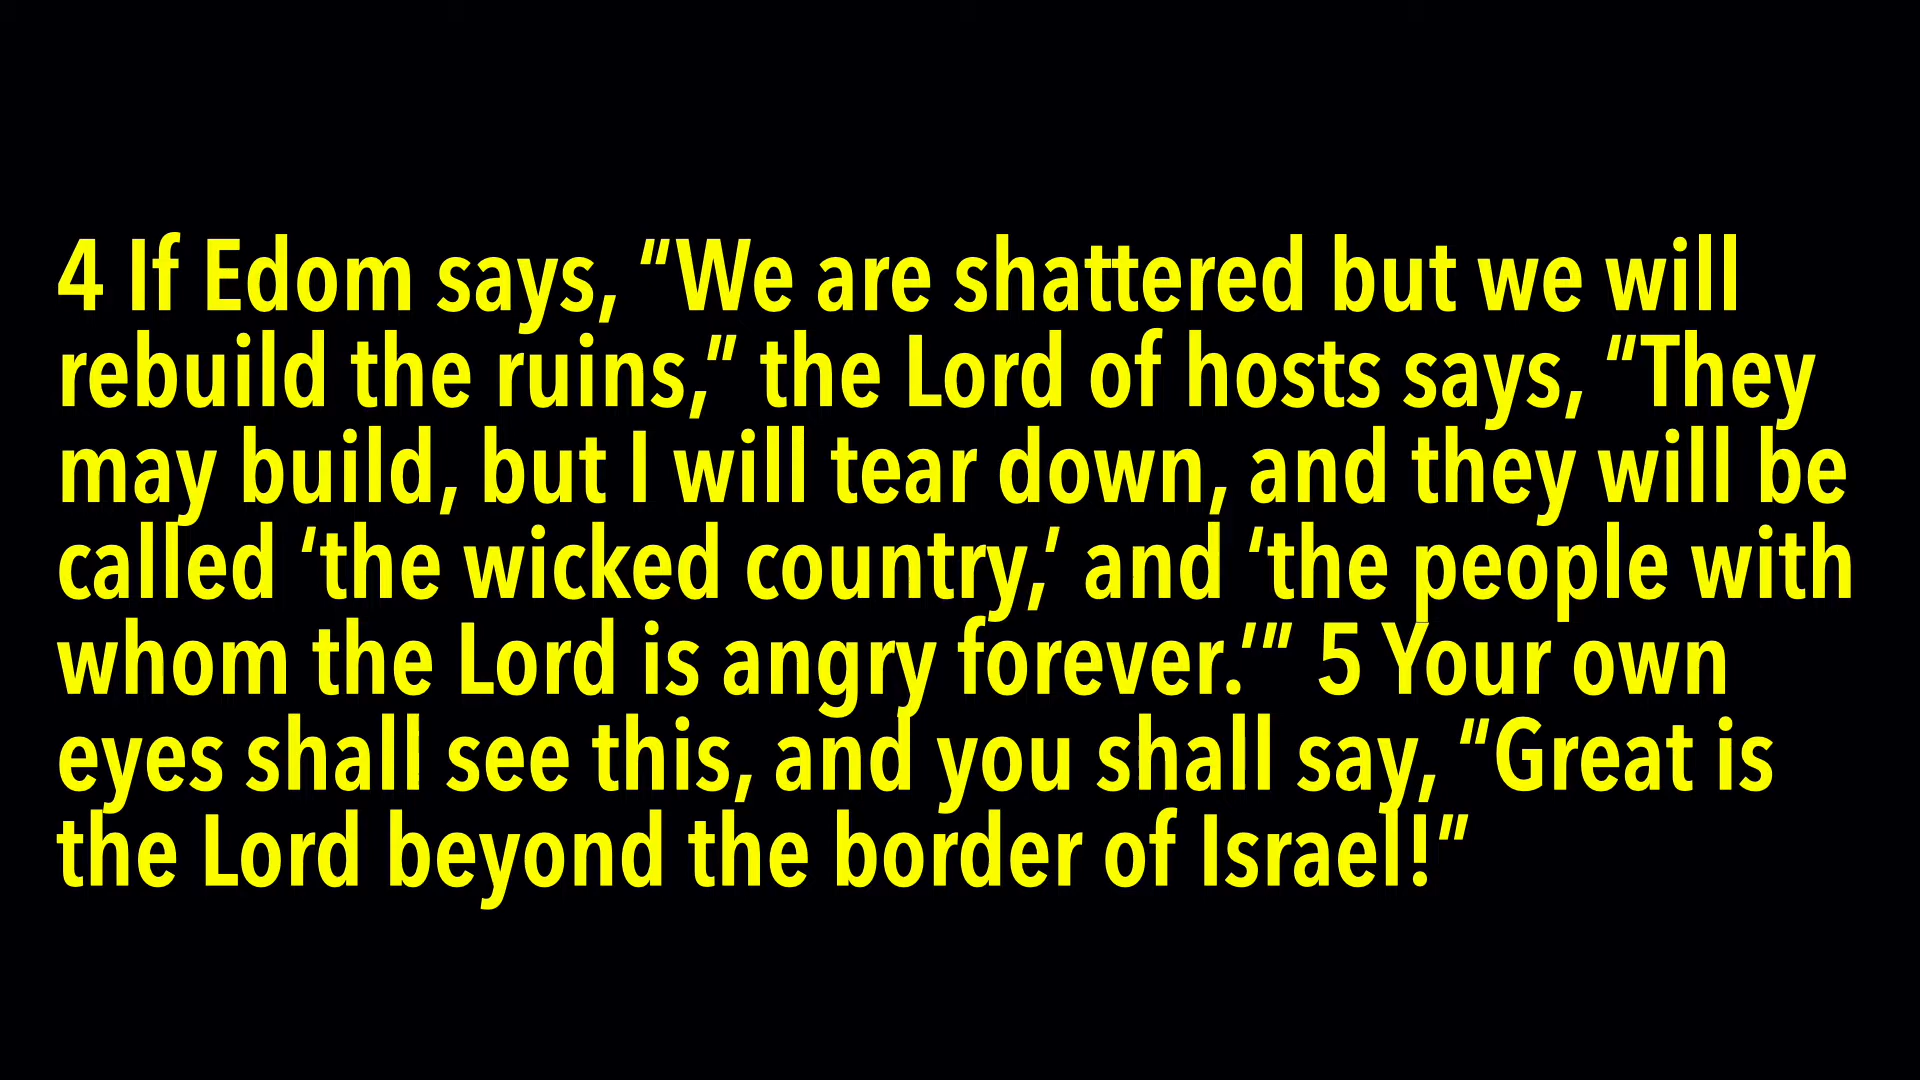 4 If Edom says, “We are shattered but we will
rebuild the ruins,” the Lord of hosts says, “They
may build, but I will tear down, and they will be
called ‘the wicked country,’ and ‘the people with
whom the Lord is angry forever.‘” 5 Your own
eyes shall see this, and you shall say, “Great is
the Lord beyond the border of Israel!”